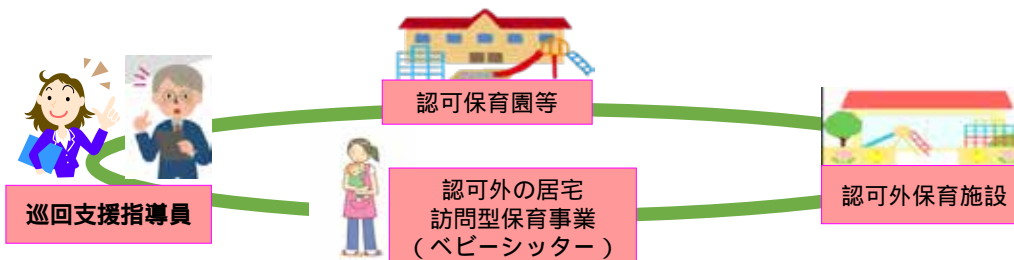 認可保育園等
巡回支援指導員
認可外の居宅
訪問型保育事業
（ベビーシッター）
認可外保育施設